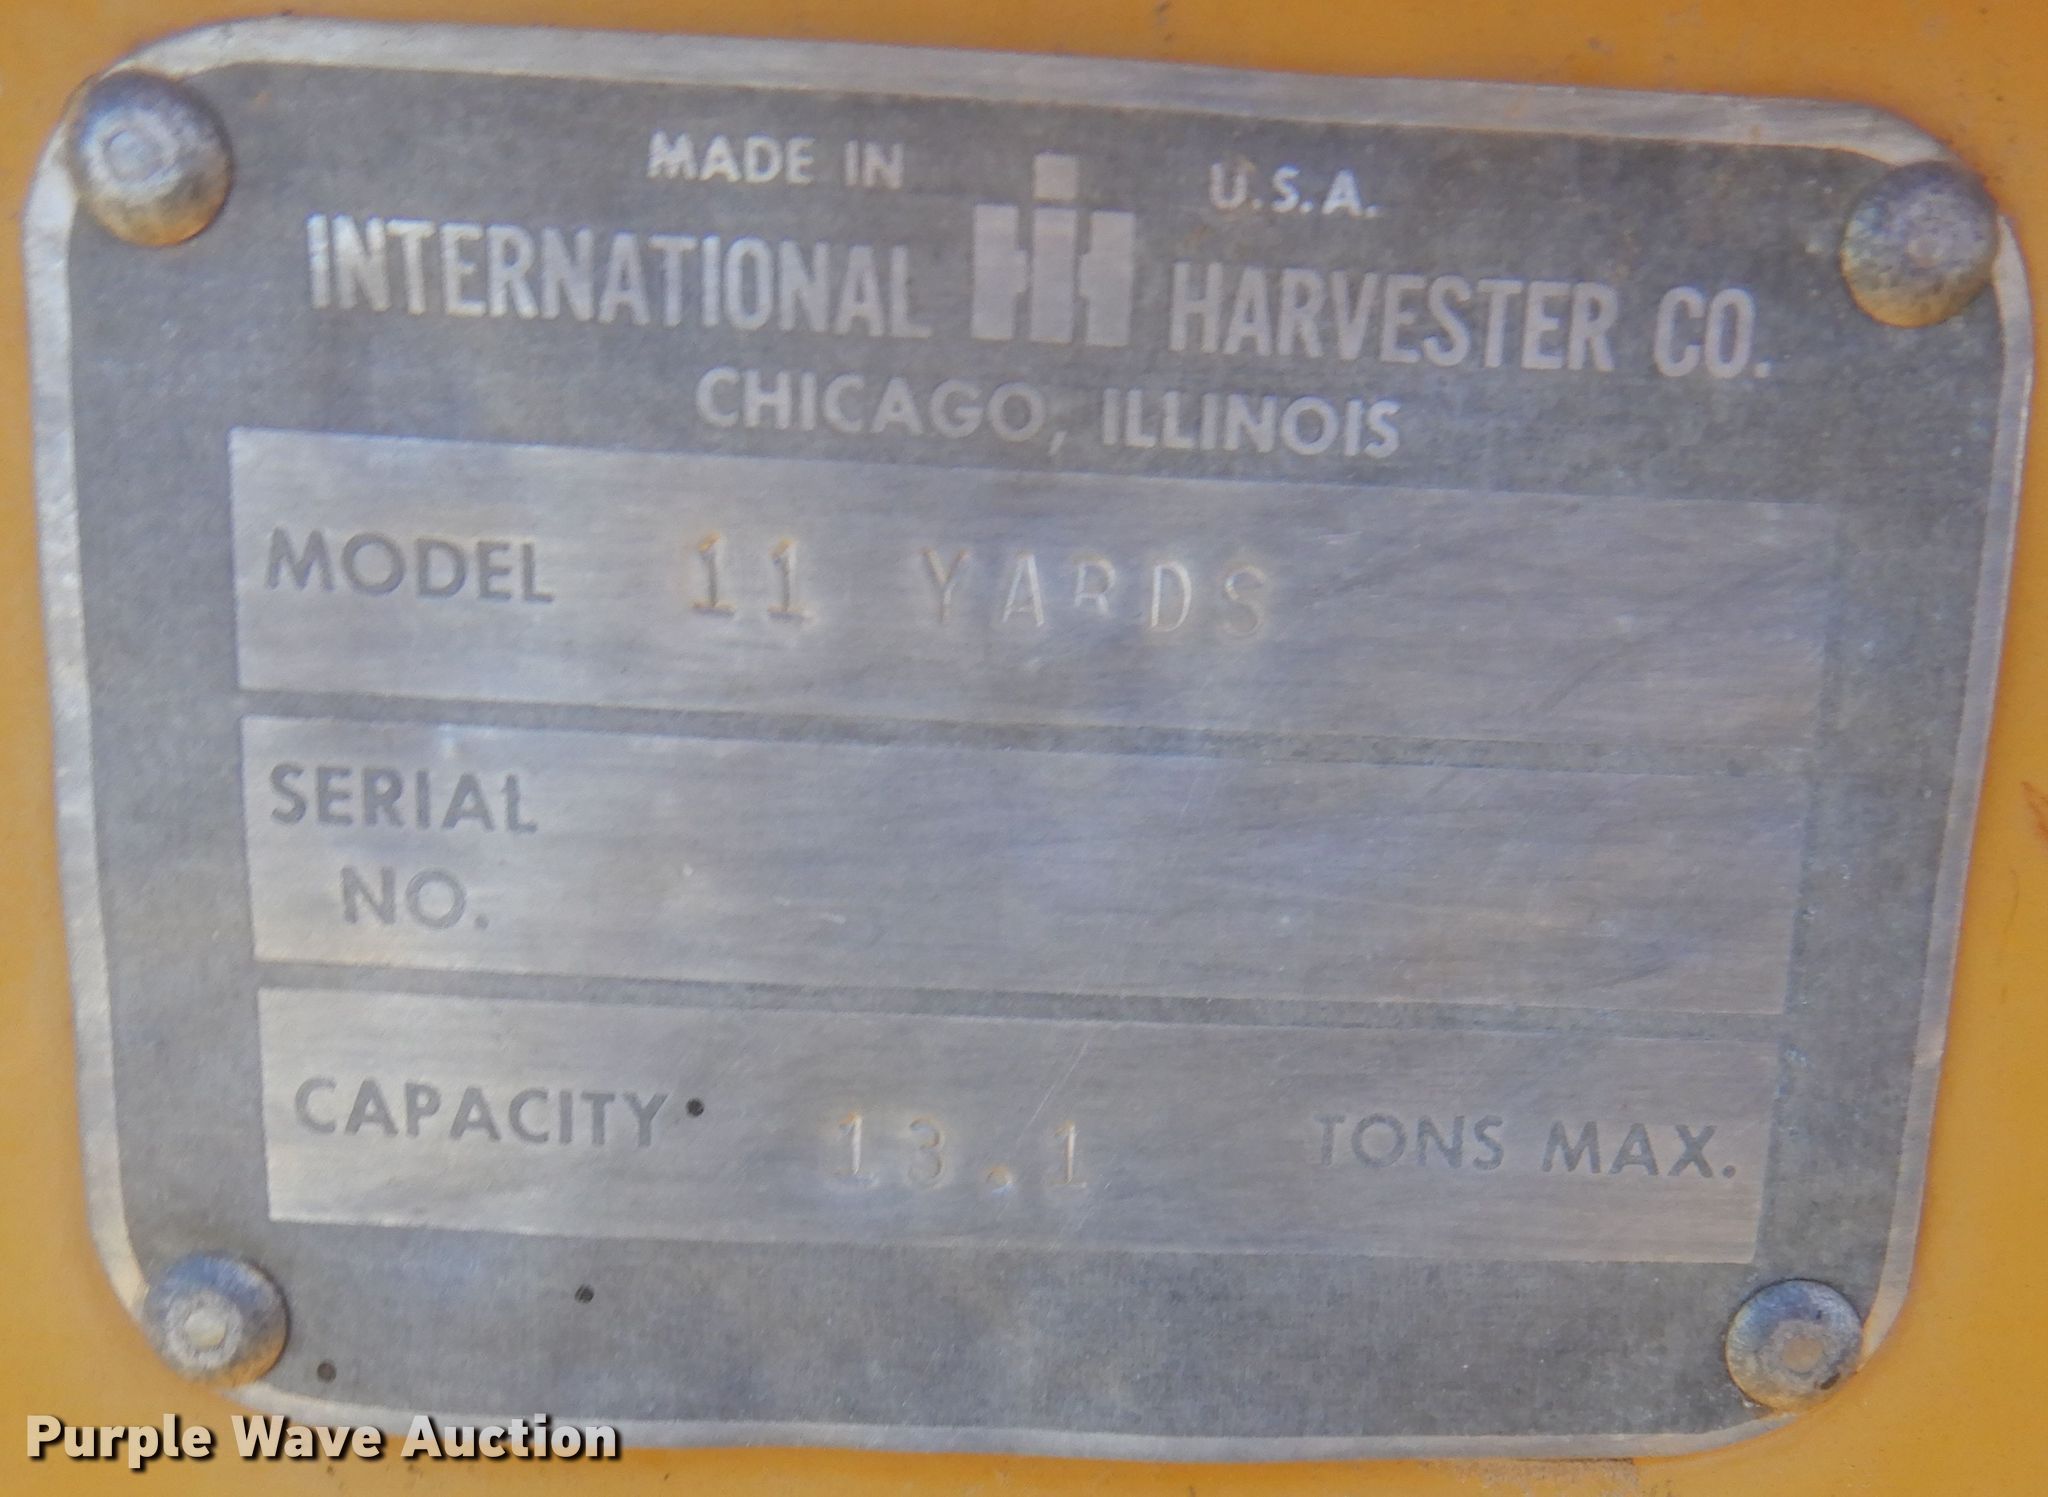 MADE IN U.S.A.
INTERNATIONAL IH HARVESTER CO.
CHICAGO, ILLINOIS
MODEL 11 YARDS
SERIAL
NO.
CAPACITY 13.1 TONS MAX.
Purple Wave Auction